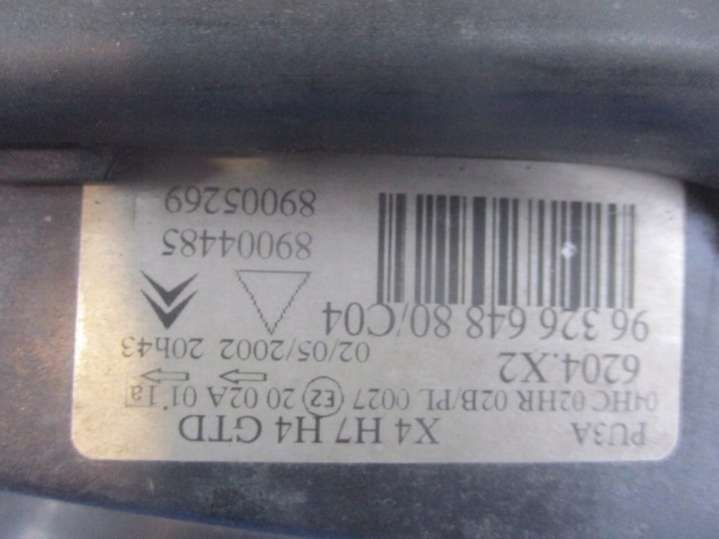 PU3A X4 H7 H4 GTD
04HC 02HR 02B/PL 0027 E2 20 02A 01 1a
6204.X2
02/05/2002 20h43
96 326 648 80/C04
89004485
89005269